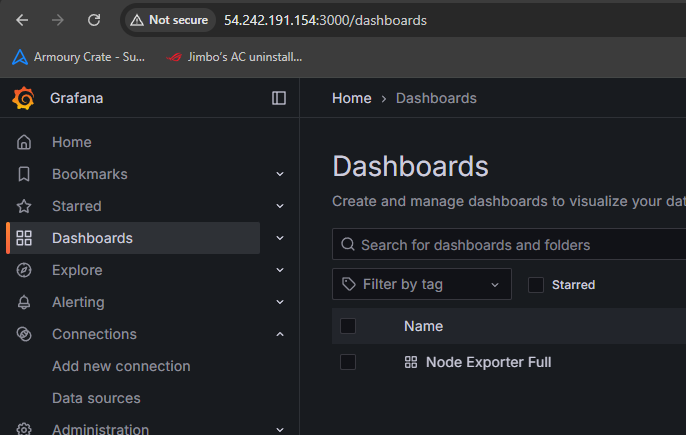 Not secure 54.242.191.154:3000/dashboards
Armoury Crate - Su... Jimbo's AC uninstall...
Grafana
Home
Bookmarks
Starred
Dashboards
Explore
Alerting
Connections
Add new connection
Data sources
Administration
Home › Dashboards
Dashboards
Create and manage dashboards to visualize your dat
Search for dashboards and folders
Filter by tag
Starred
Name
Node Exporter Full